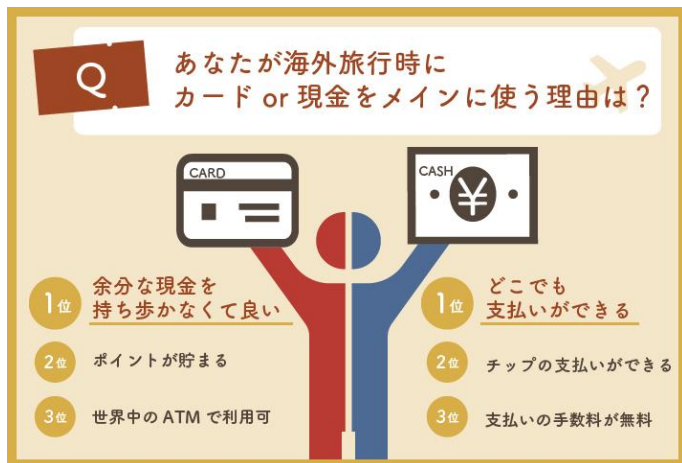 Q
あなたが海外旅行時に
カード or 現金をメインに使う理由は？
CARD
CASH
¥
1位
余分な現金を
持ち歩かなくて良い
2位
ポイントが貯まる
3位
世界中の ATM で利用可
1位
どこでも
支払いができる
2位
チップの支払いができる
3位
支払いの手数料が無料